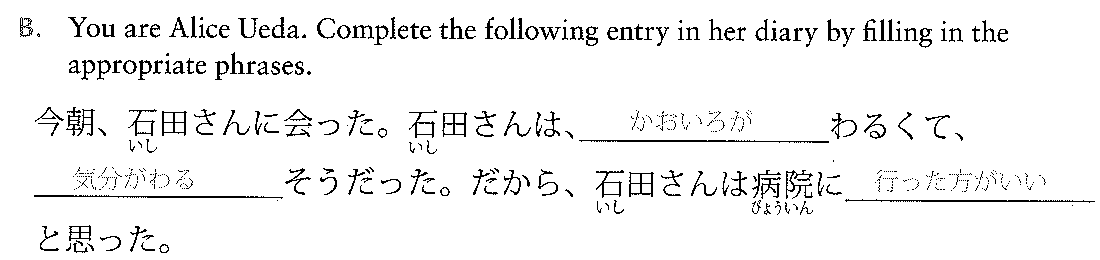 B. You are Alice Ueda. Complete the following entry in her diary by filling in the
appropriate phrases.
今朝、石田さんに会った。石田さんは、かおいろがわるくて、
いし いし
気分がわるそうだった。だから、石田さんは病院に行った方がいい
いし びょういん
と思った。